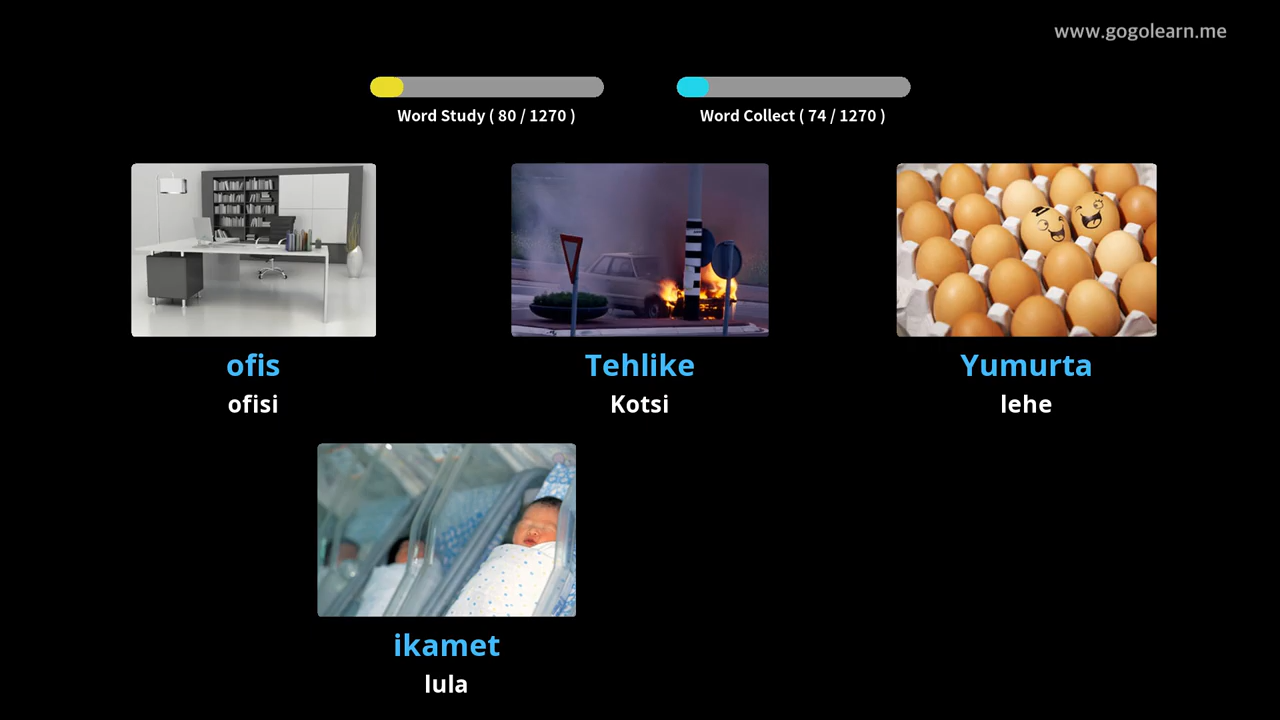 www.gogolearn.me
Word Study ( 80 / 1270 )
Word Collect ( 74 / 1270 )
ofis
ofisi
Tehlike
Kotsi
Yumurta
lehe
ikamet
lula